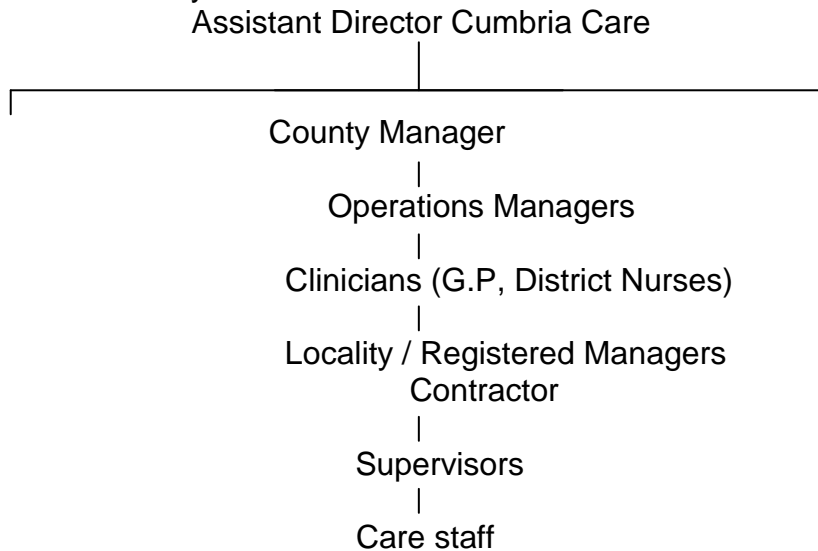 Assistant Director Cumbria Care
County Manager
Operations Managers
Clinicians (G.P, District Nurses)
Locality / Registered Managers
Contractor
Supervisors
Care staff